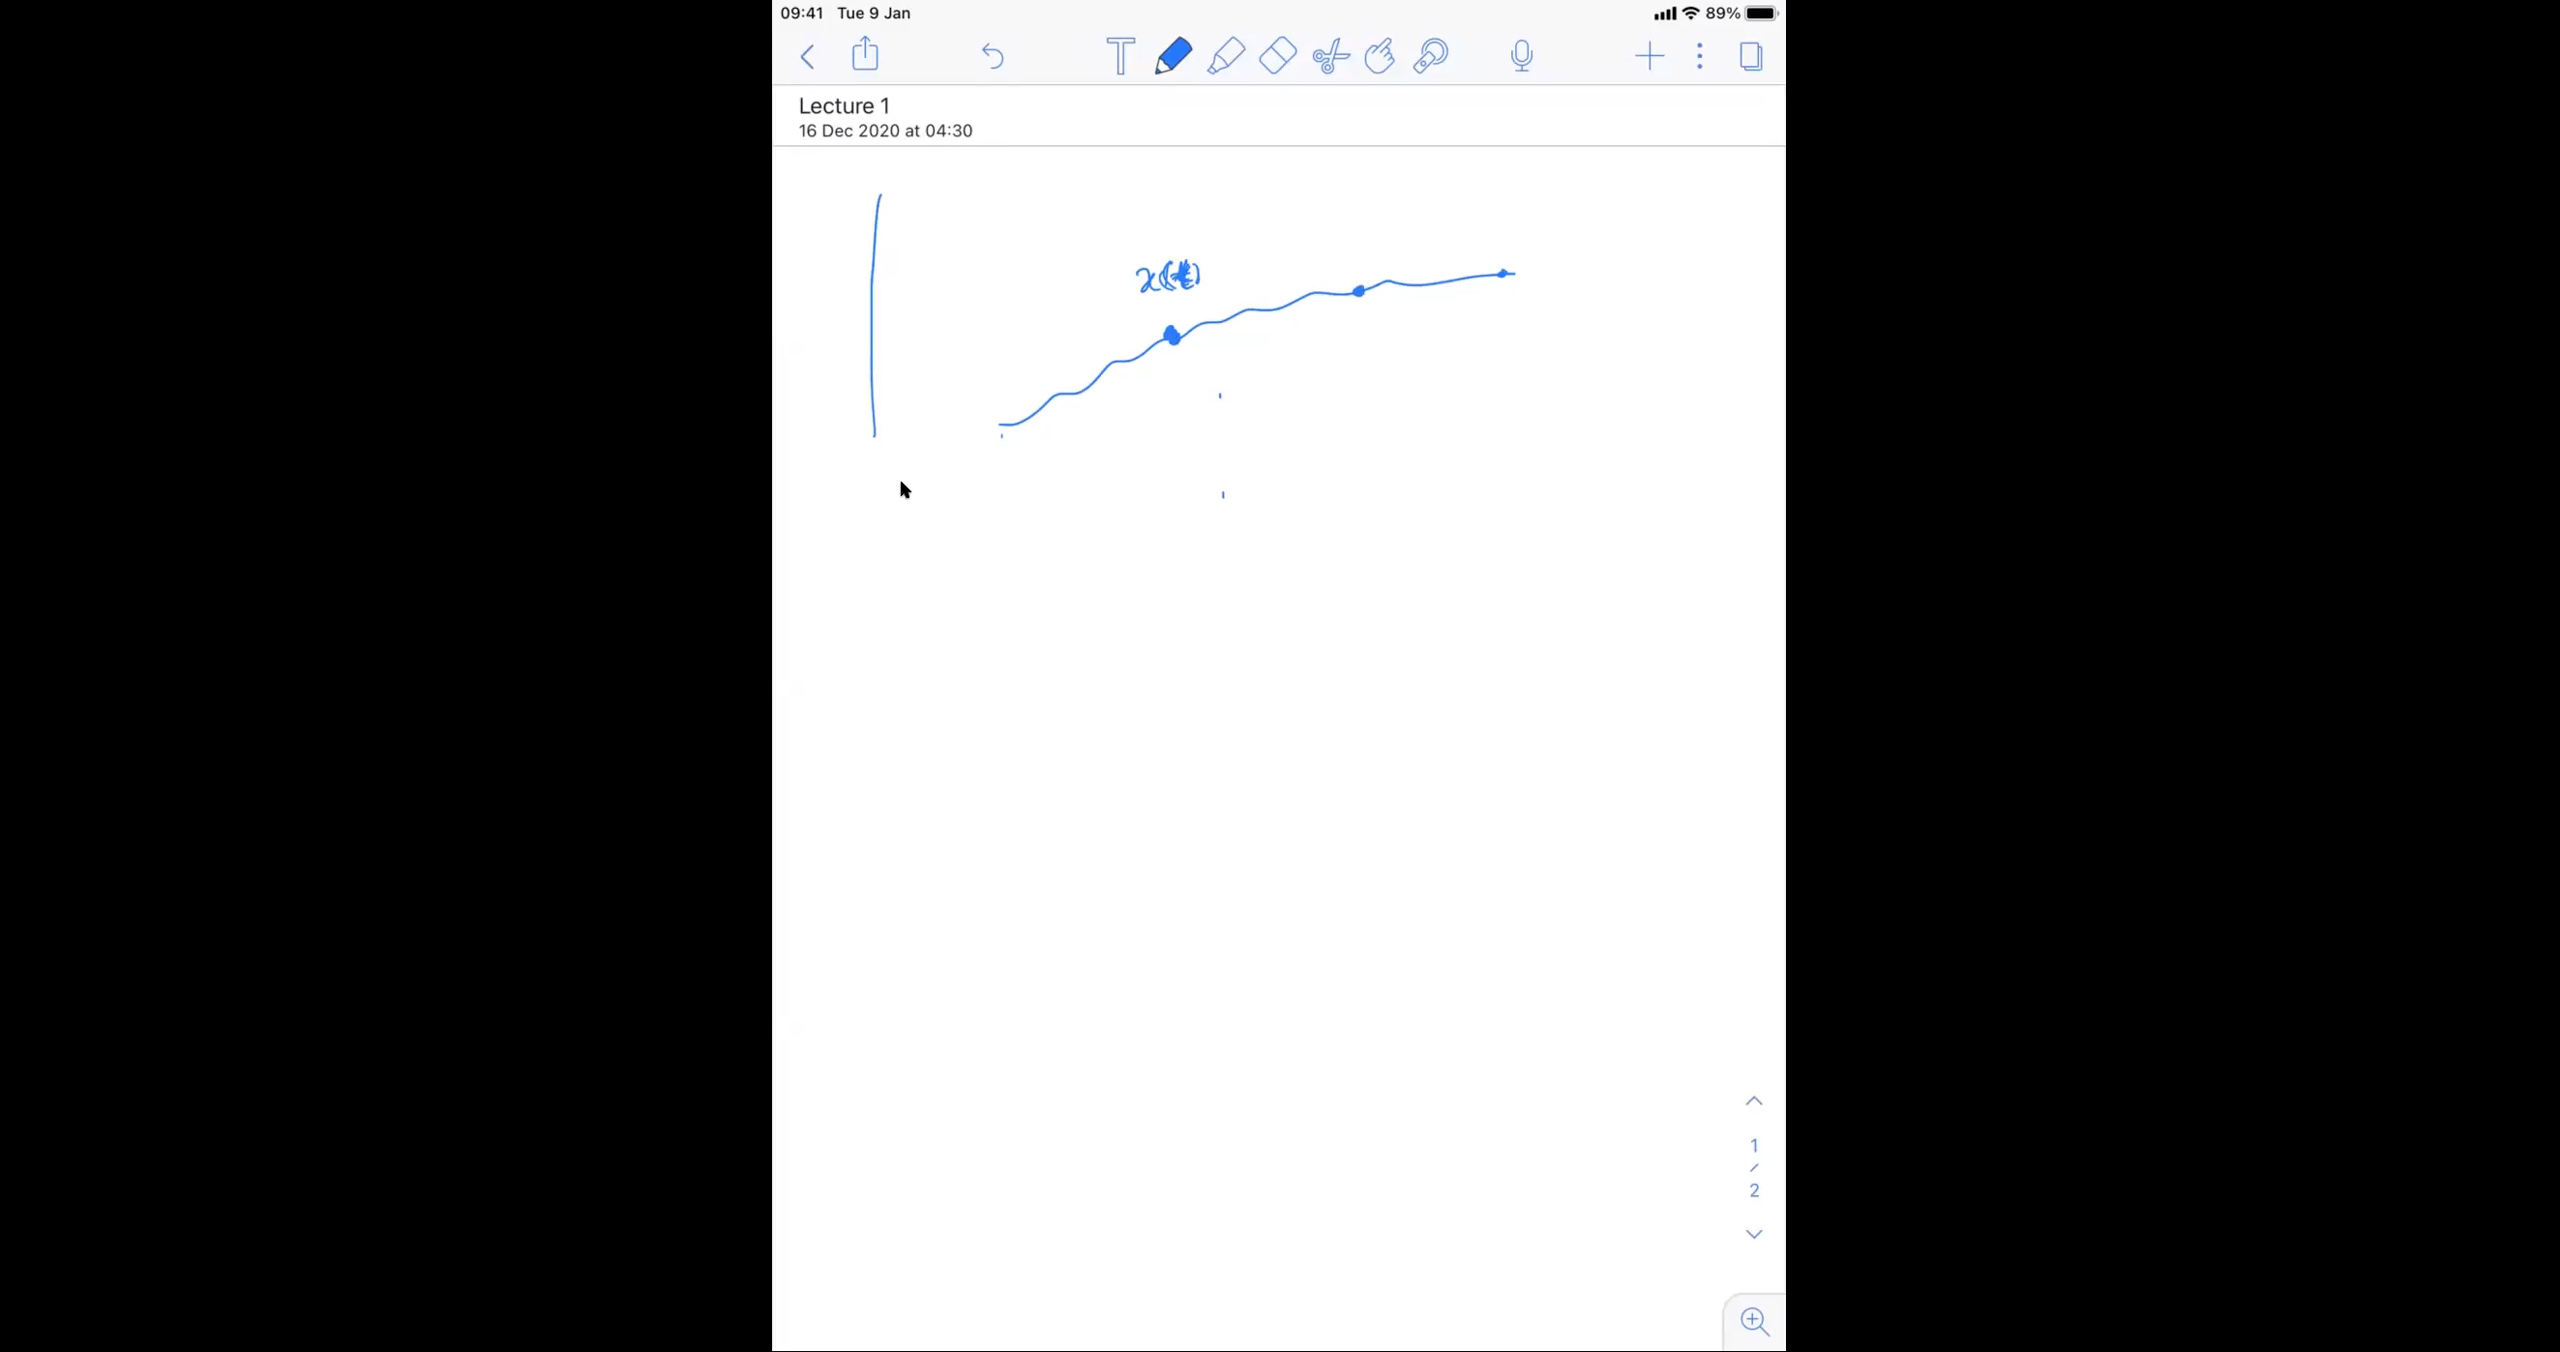 09:41 Tue 9 Jan 89%
T
Lecture 1
16 Dec 2020 at 04:30
x(t)
1
/
2